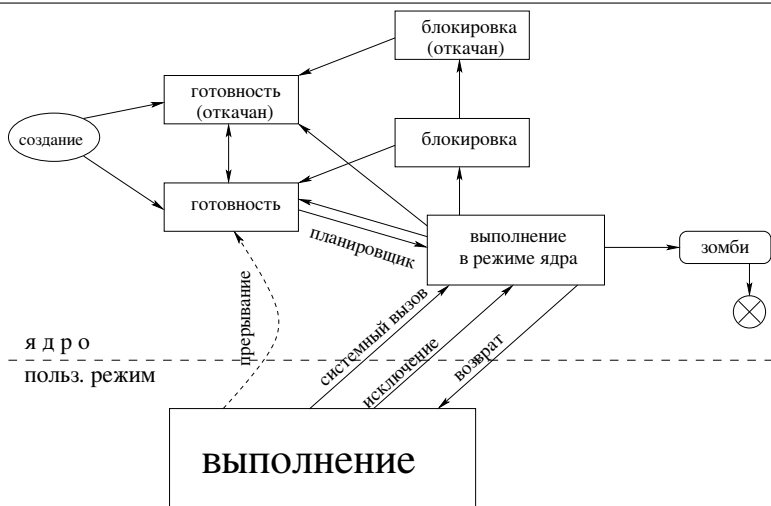 блокировка
(откачан)
готовность
(откачан)
создание
блокировка
готовность
планировщик
выполнение
в режиме ядра
зомби
прерывание
системный вызов
исключение
возврат
я д р о
польз. режим
выполнение